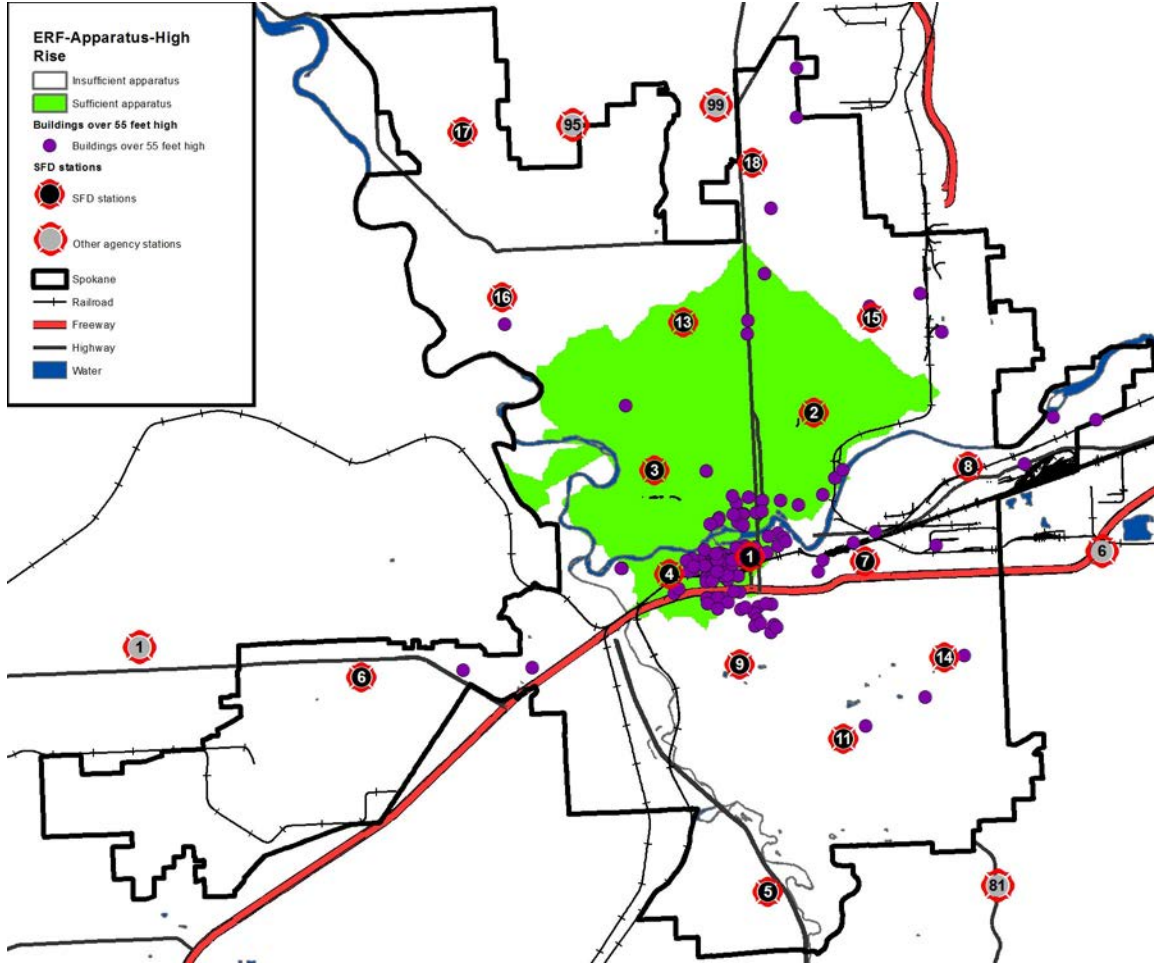 ERF-Apparatus-High
Rise
Insufficient apparatus
Sufficient apparatus
Buildings over 55 feet high
Buildings over 55 feet high
SFD stations
SFD stations
Other agency stations
Spokane
Railroad
Freeway
Highway
Water
99
95
17
18
16
13
15
2
3
8
6
1
7
4
1
9
14
6
11
81
5